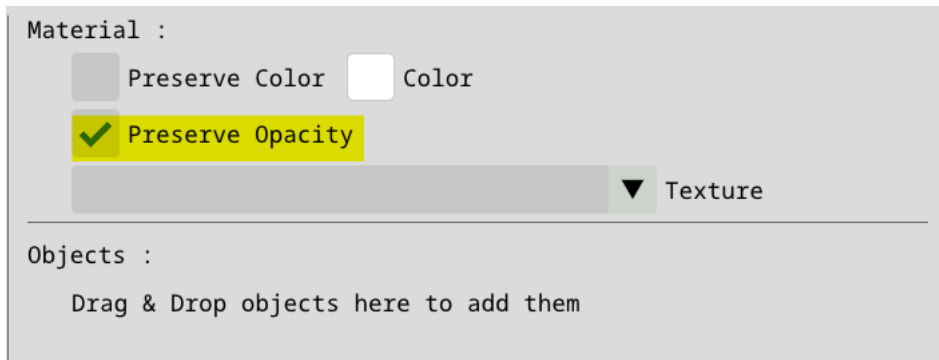 Material :
Preserve Color Color
Preserve Opacity
Texture
Objects :
Drag & Drop objects here to add them